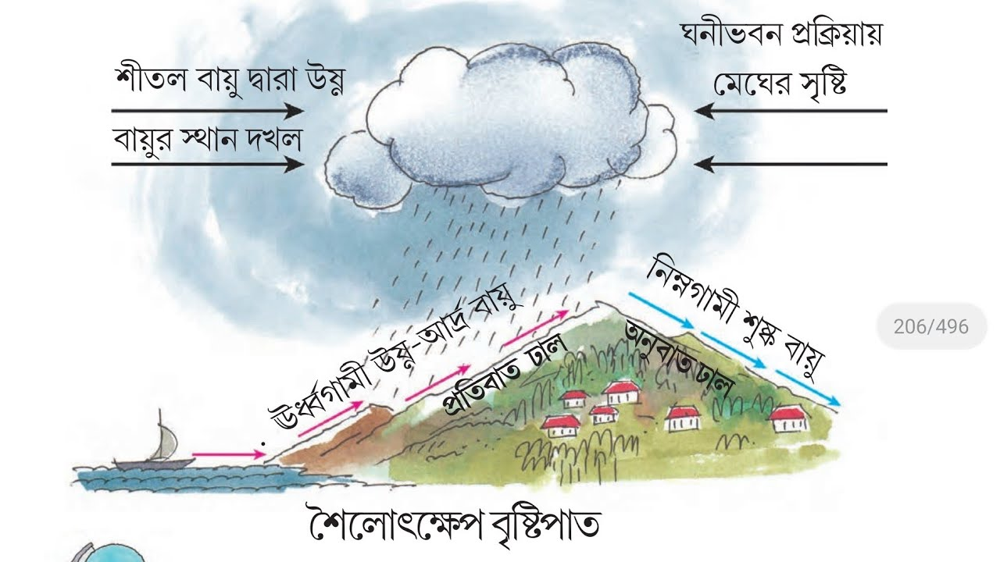 ঘনীভবন প্রক্রিয়ায়
মেঘের সৃষ্টি
শীতল বায়ু দ্বারা উষ্ণ
বায়ুর স্থান দখল
নিম্নগামী শুষ্ক বায়ু
206/496
ঊর্ধ্বগামী উষ্ণ-আর্দ্র বায়ু
প্রতিবাত ঢাল
অনুবাত ঢাল
শৈলোৎক্ষেপ বৃষ্টিপাত